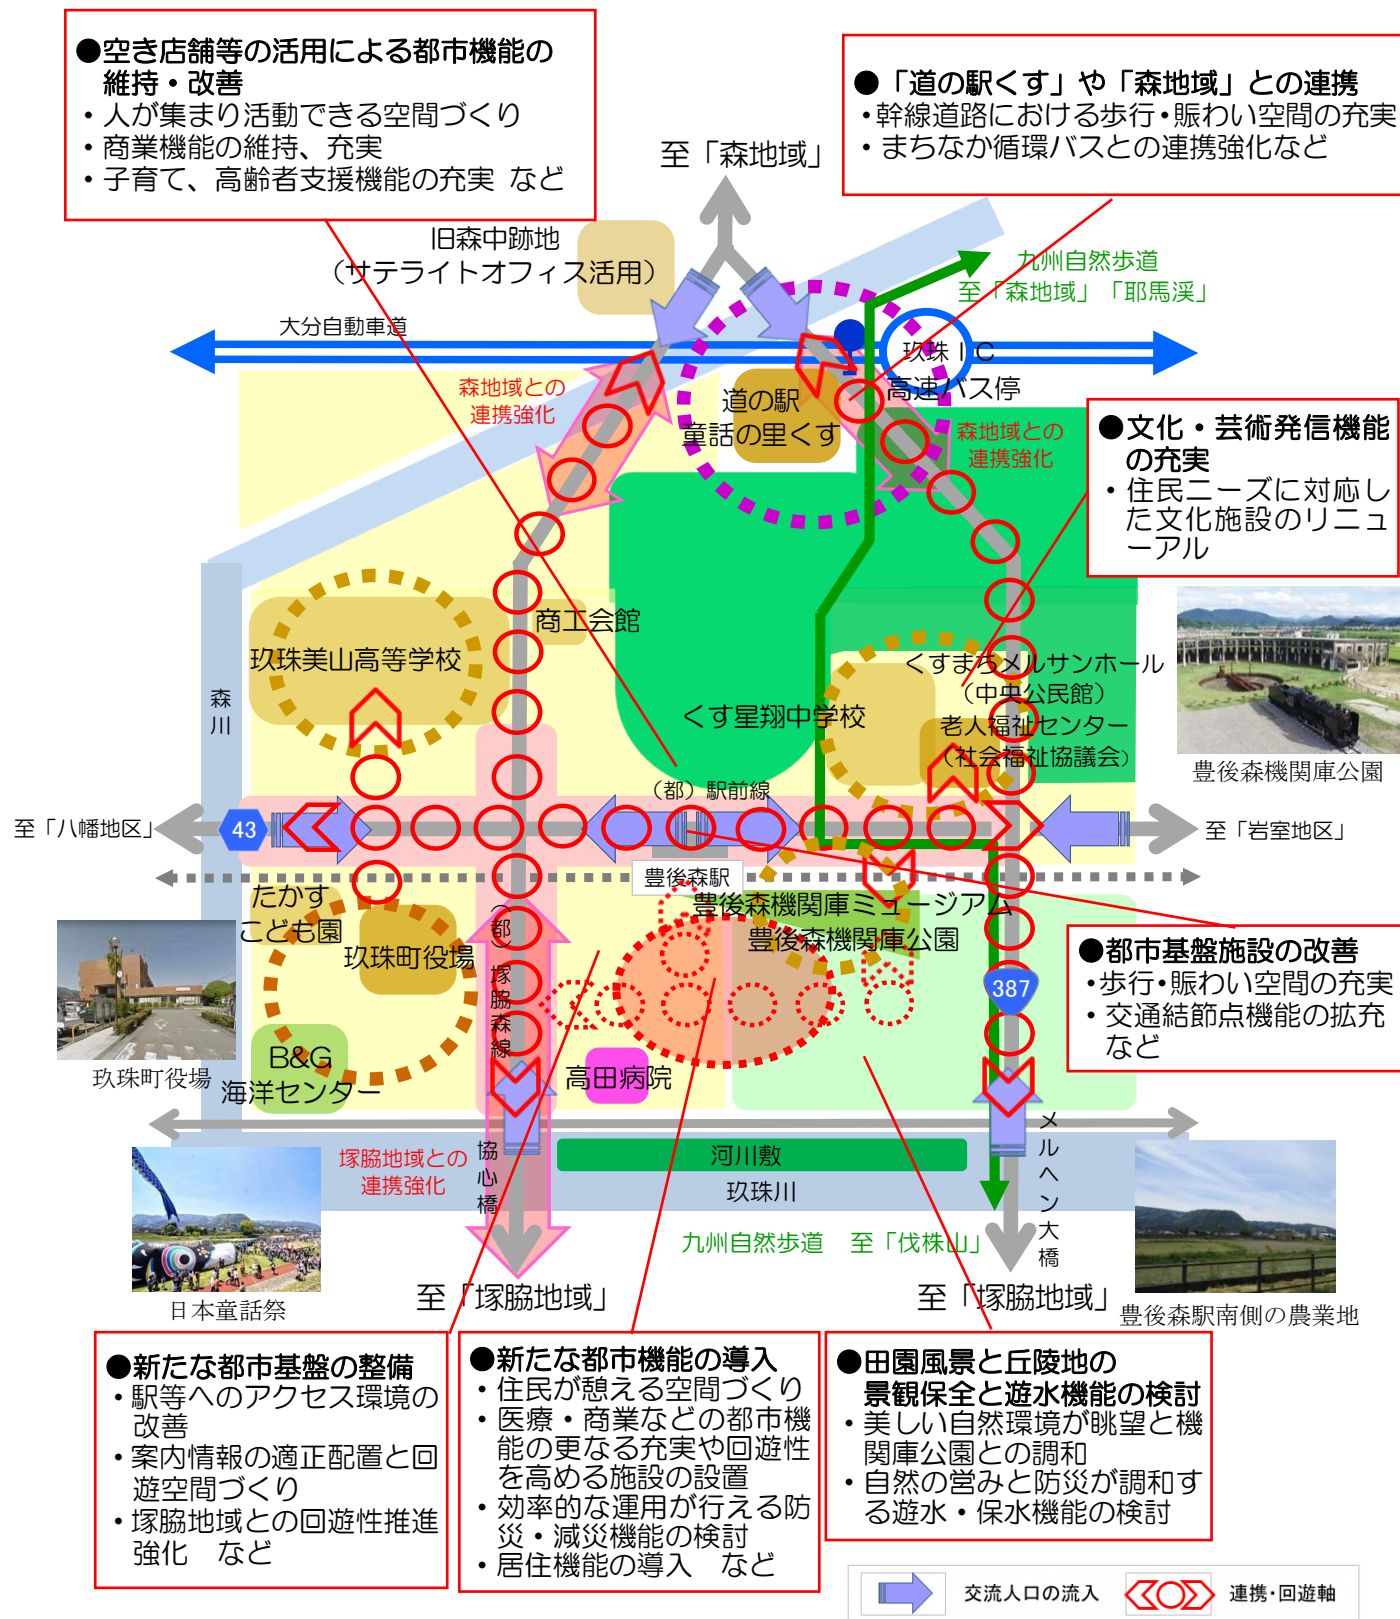 ●空き店舗等の活用による都市機能の
維持・改善
・人が集まり活動できる空間づくり
・商業機能の維持、充実
・子育て、高齢者支援機能の充実 など
●「道の駅くす」や「森地域」との連携
・幹線道路における歩行・賑わい空間の充実
・まちなか循環バスとの連携強化など
至「森地域」
旧森中跡地
（サテライトオフィス活用）
九州自然歩道
至「森地域」「耶馬渓」
大分自動車道
玖珠ＩＣ
高速バス停
森地域との
連携強化
道の駅
童話の里くす
森地域との
連携強化
●文化・芸術発信機能
の充実
・住民ニーズに対応し
た文化施設のリニュ
ーアル
商工会館
玖珠美山高等学校
森川
くすまちメルサンホール
（中央公民館）
くす星翔中学校
老人福祉センター
（社会福祉協議会）
豊後森機関庫公園
（都）駅前線
至「八幡地区」
43
至「岩室地区」
豊後森駅
たかす
こども園
玖珠町役場
豊後森機関庫ミュージアム
豊後森機関庫公園
（都）塚脇森線
387
●都市基盤施設の改善
・歩行・賑わい空間の充実
・交通結節点機能の拡充
など
玖珠町役場
B&G
海洋センター
高田病院
塚脇地域との
連携強化
協心橋
河川敷
玖珠川
メルヘン大橋
九州自然歩道　至「伐株山」
日本童話祭
至「塚脇地域」
至「塚脇地域」
豊後森駅南側の農業地
●新たな都市基盤の整備
・駅等へのアクセス環境の
改善
・案内情報の適正配置と回
遊空間づくり
・塚脇地域との回遊性推進
強化　など
●新たな都市機能の導入
・住民が憩える空間づくり
・医療・商業などの都市機
能の更なる充実や回遊性
を高める施設の設置
・効率的な運用が行える防
災・減災機能の検討
・居住機能の導入　など
●田園風景と丘陵地の
景観保全と遊水機能の検討
・美しい自然環境が眺望と機
関庫公園との調和
・自然の営みと防災が調和す
る遊水・保水機能の検討
交流人口の流入
連携・回遊軸